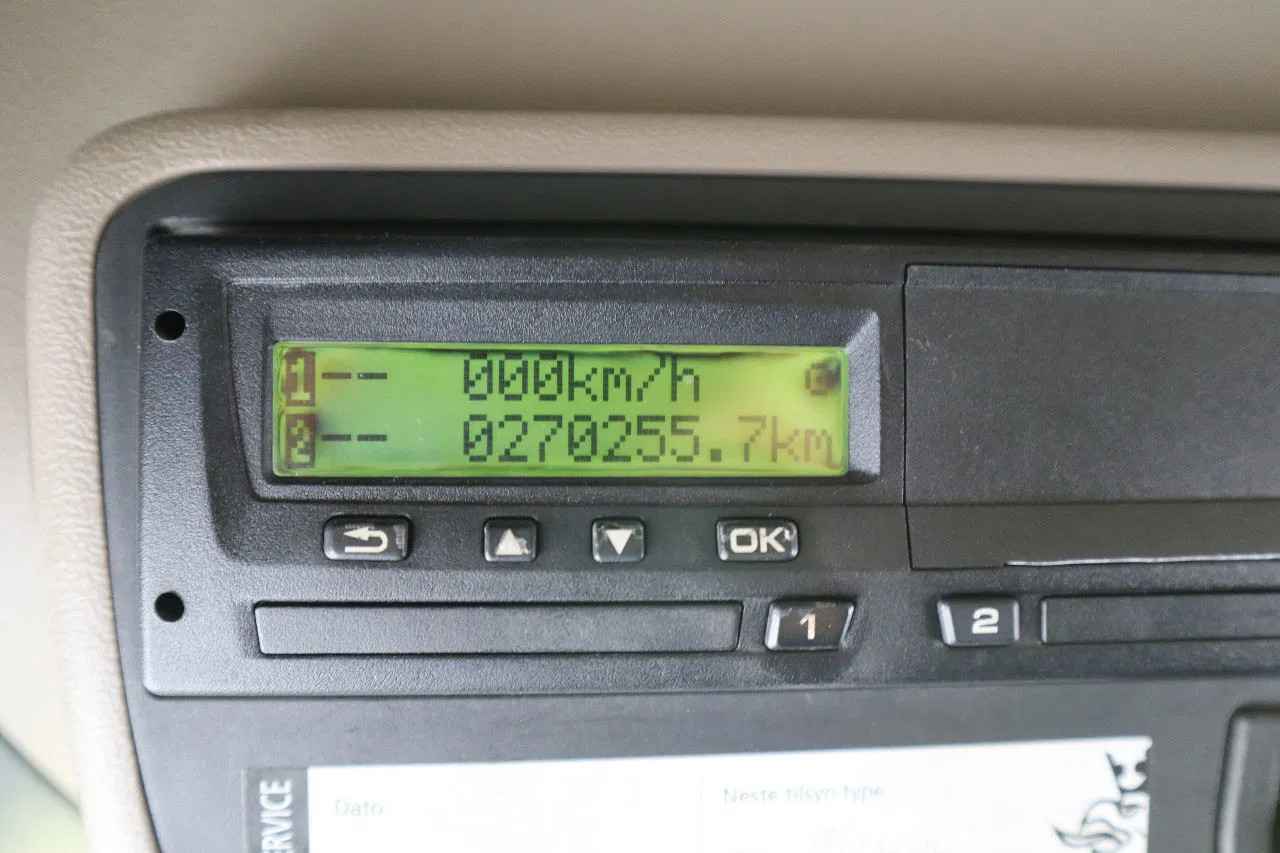 1-- 000km/h
2-- 0270255.7km
OK
1
2
SERVICE
Dato
Neste tilsyn type